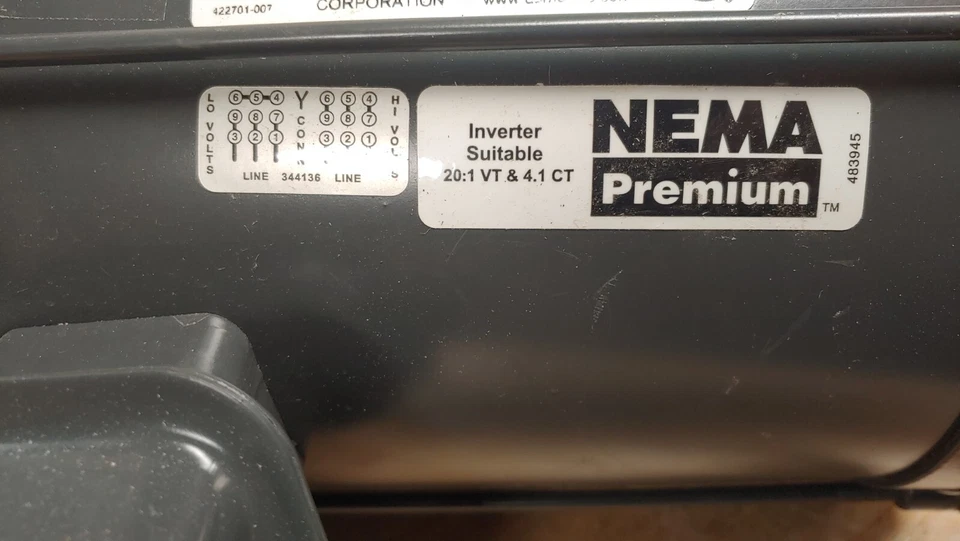 422701-007
CORPORATION
LO VOLTS
6 5 4
9 8 7
3 2 1
Y CONN
6 5 4
9 8 7
3 2 1
HI
LINE 344136 LINE
Inverter
Suitable
20:1 VT & 4.1 CT
NEMA
Premium
TM
483945